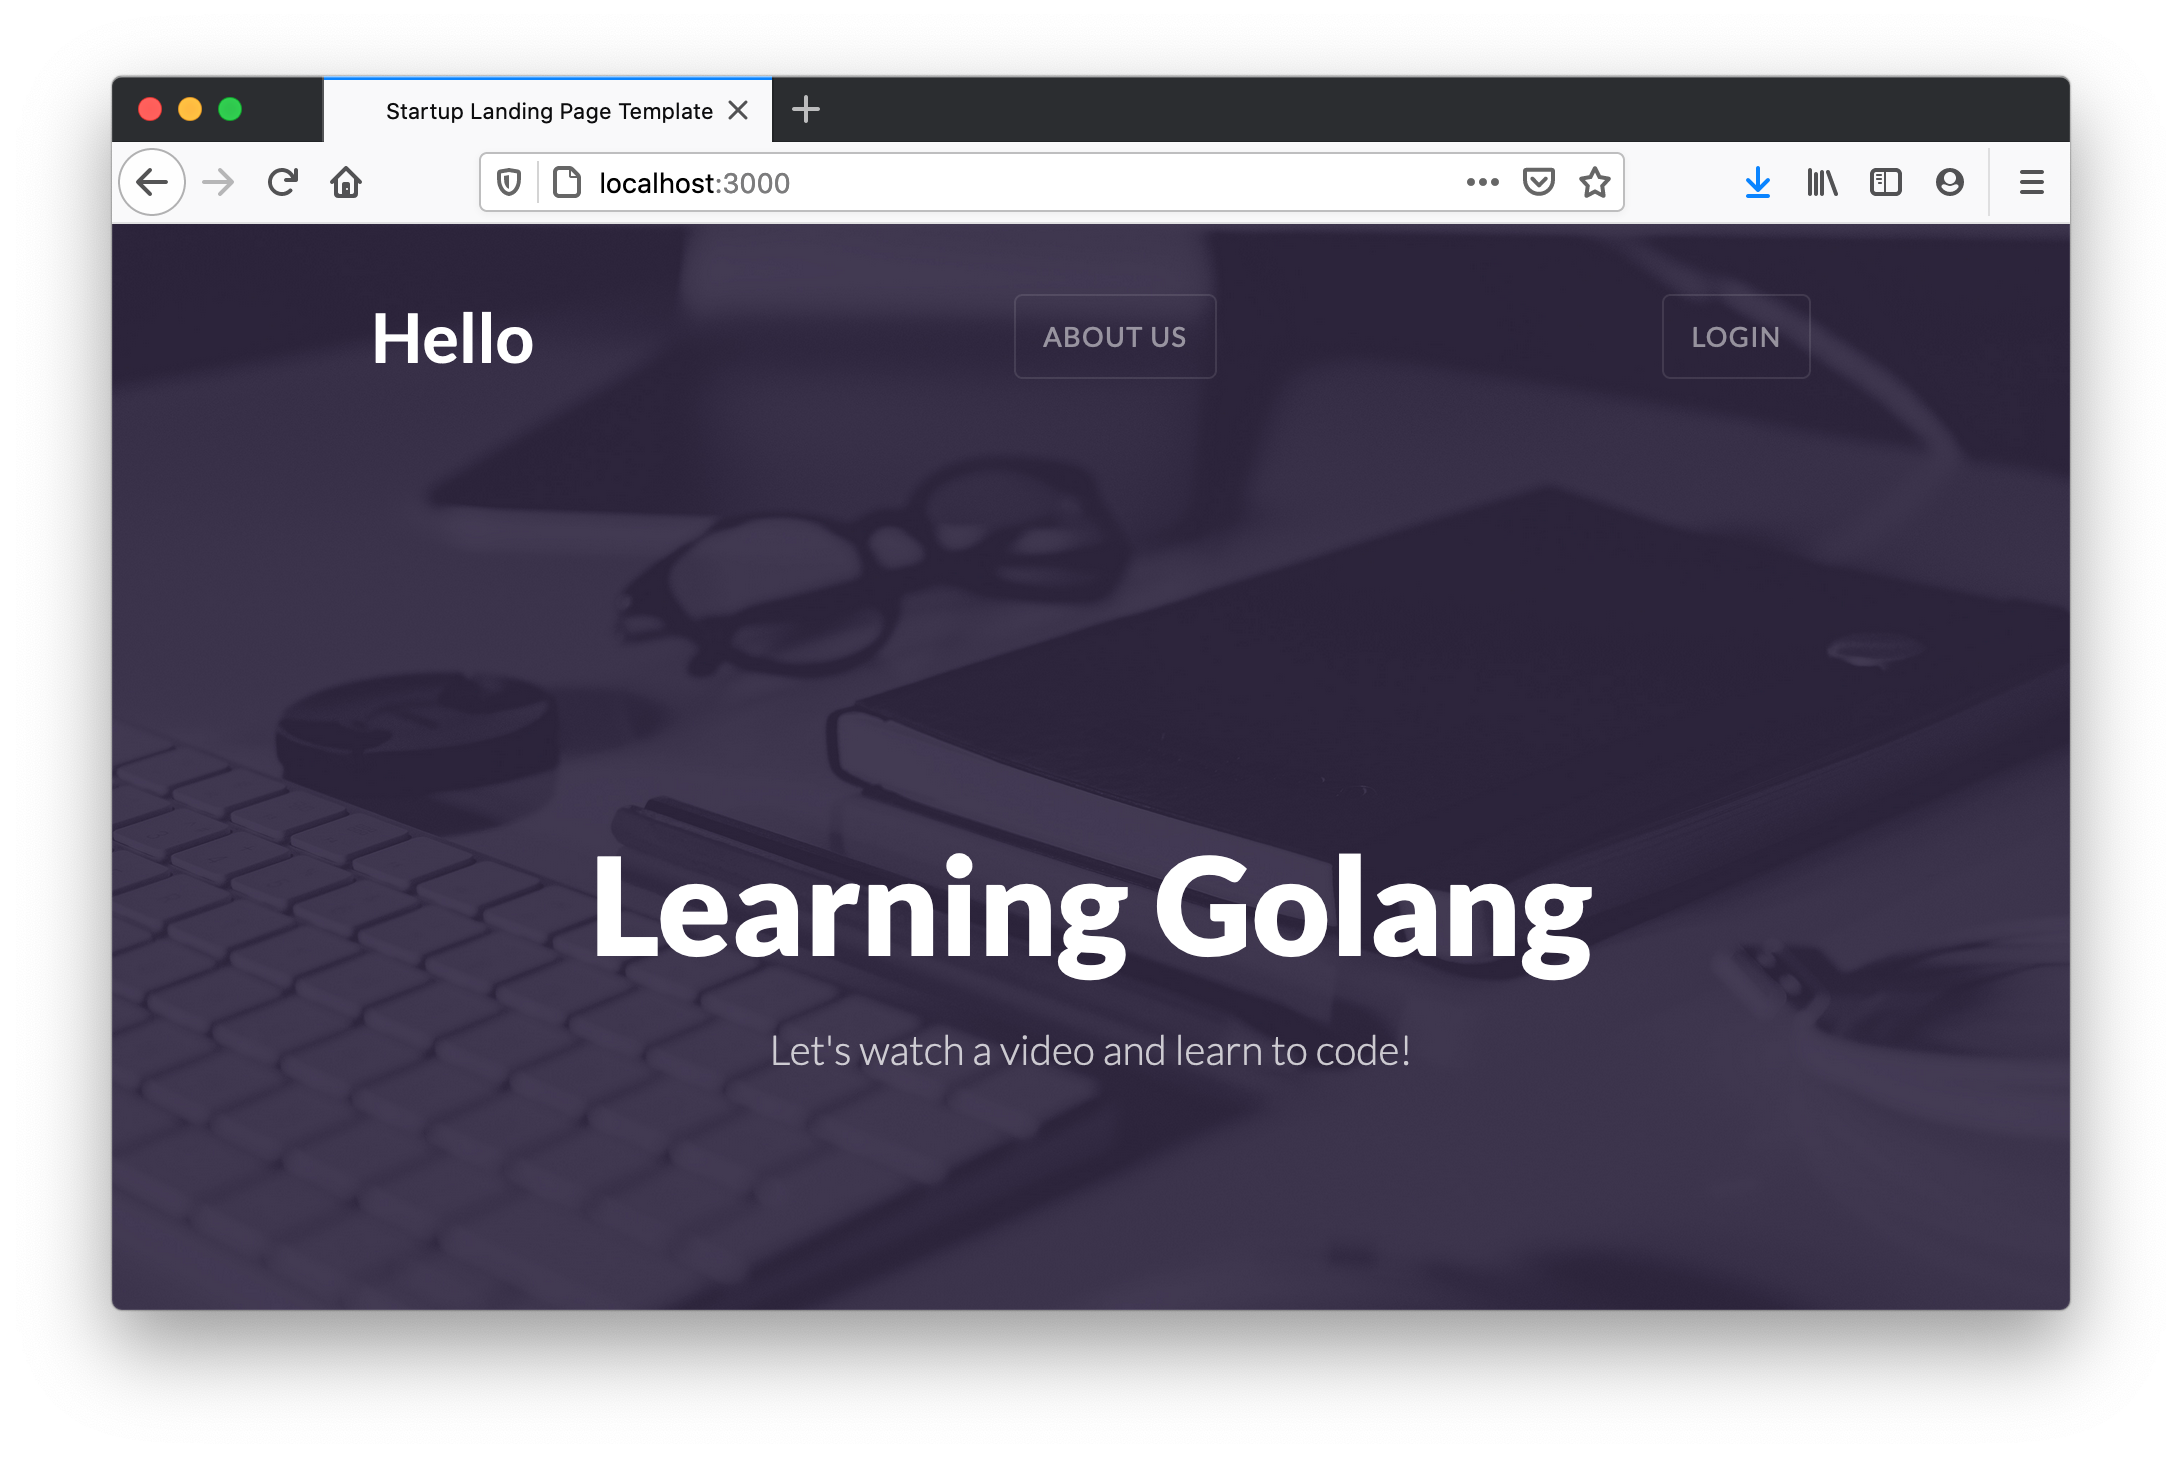 Startup Landing Page Template
localhost:3000
Hello
ABOUT US
LOGIN
Learning Golang
Let's watch a video and learn to code!